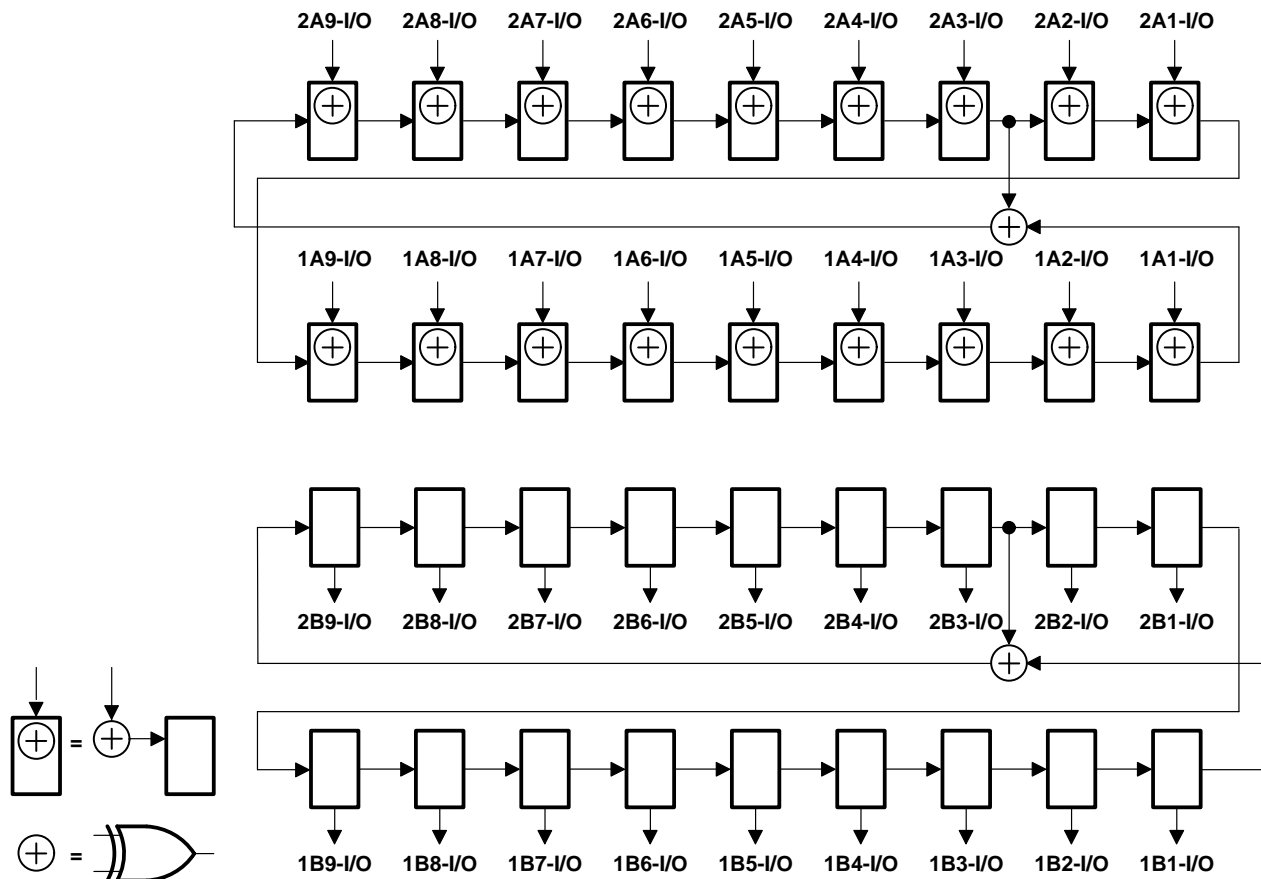 2A9-I/O 2A8-I/O 2A7-I/O 2A6-I/O 2A5-I/O 2A4-I/O 2A3-I/O 2A2-I/O 2A1-I/O
1A9-I/O 1A8-I/O 1A7-I/O 1A6-I/O 1A5-I/O 1A4-I/O 1A3-I/O 1A2-I/O 1A1-I/O
2B9-I/O 2B8-I/O 2B7-I/O 2B6-I/O 2B5-I/O 2B4-I/O 2B3-I/O 2B2-I/O 2B1-I/O
=
=
1B9-I/O 1B8-I/O 1B7-I/O 1B6-I/O 1B5-I/O 1B4-I/O 1B3-I/O 1B2-I/O 1B1-I/O